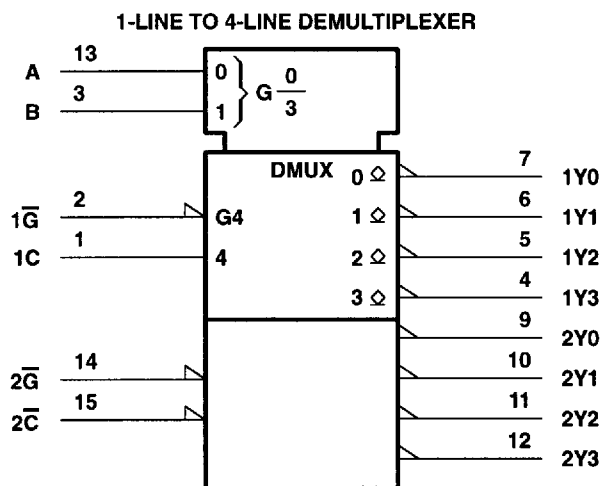 1-LINE TO 4-LINE DEMULTIPLEXER
A 13 0 G 0/3
B 3 1
DMUX
0 7 1Y0
1G̅ 2 G4 1 6 1Y1
1C 1 4 2 5 1Y2
3 4 1Y3
9 2Y0
2G̅ 14 10 2Y1
2C̅ 15 11 2Y2
12 2Y3